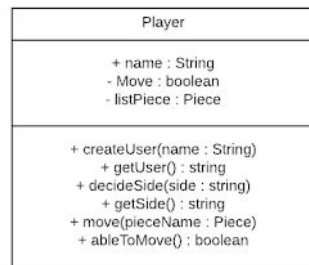 Player
+ name : String
- Move : boolean
- listPiece : Piece
+ createUser(name : String)
+ getUser() : string
+ decideSide(side : string)
+ getSide() : string
+ move(pieceName : Piece)
+ ableToMove() : boolean